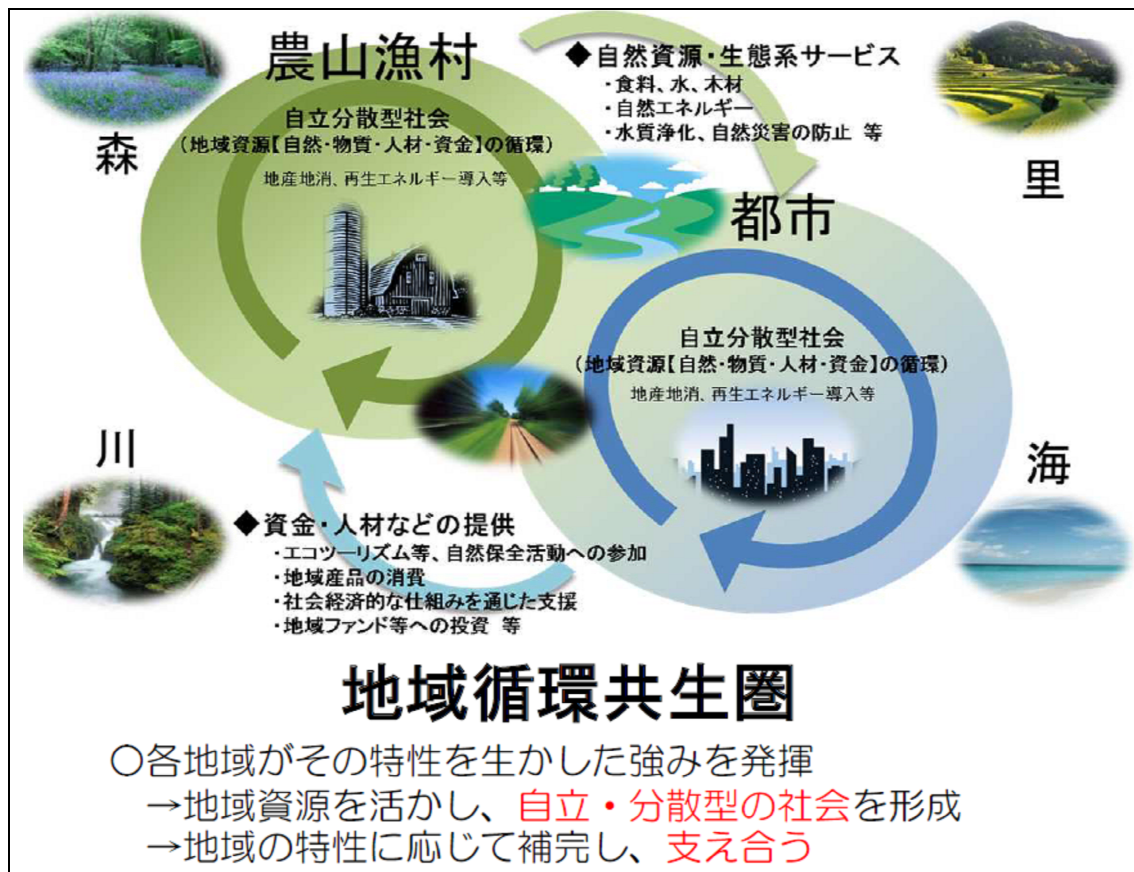 農山漁村
自立分散型社会
(地域資源【自然・物質・人材・資金】の循環)
地産地消、再生エネルギー導入等
◆自然資源・生態系サービス
・食料、水、木材
・自然エネルギー
・水質浄化、自然災害の防止 等
森
里
都市
自立分散型社会
(地域資源【自然・物質・人材・資金】の循環)
地産地消、再生エネルギー導入等
川
海
◆資金・人材などの提供
・エコツーリズム等、自然保全活動への参加
・地域産品の消費
・社会経済的な仕組みを通じた支援
・地域ファンド等への投資 等
地域循環共生圏
○各地域がその特性を生かした強みを発揮
→地域資源を活かし、自立・分散型の社会を形成
→地域の特性に応じて補完し、支え合う